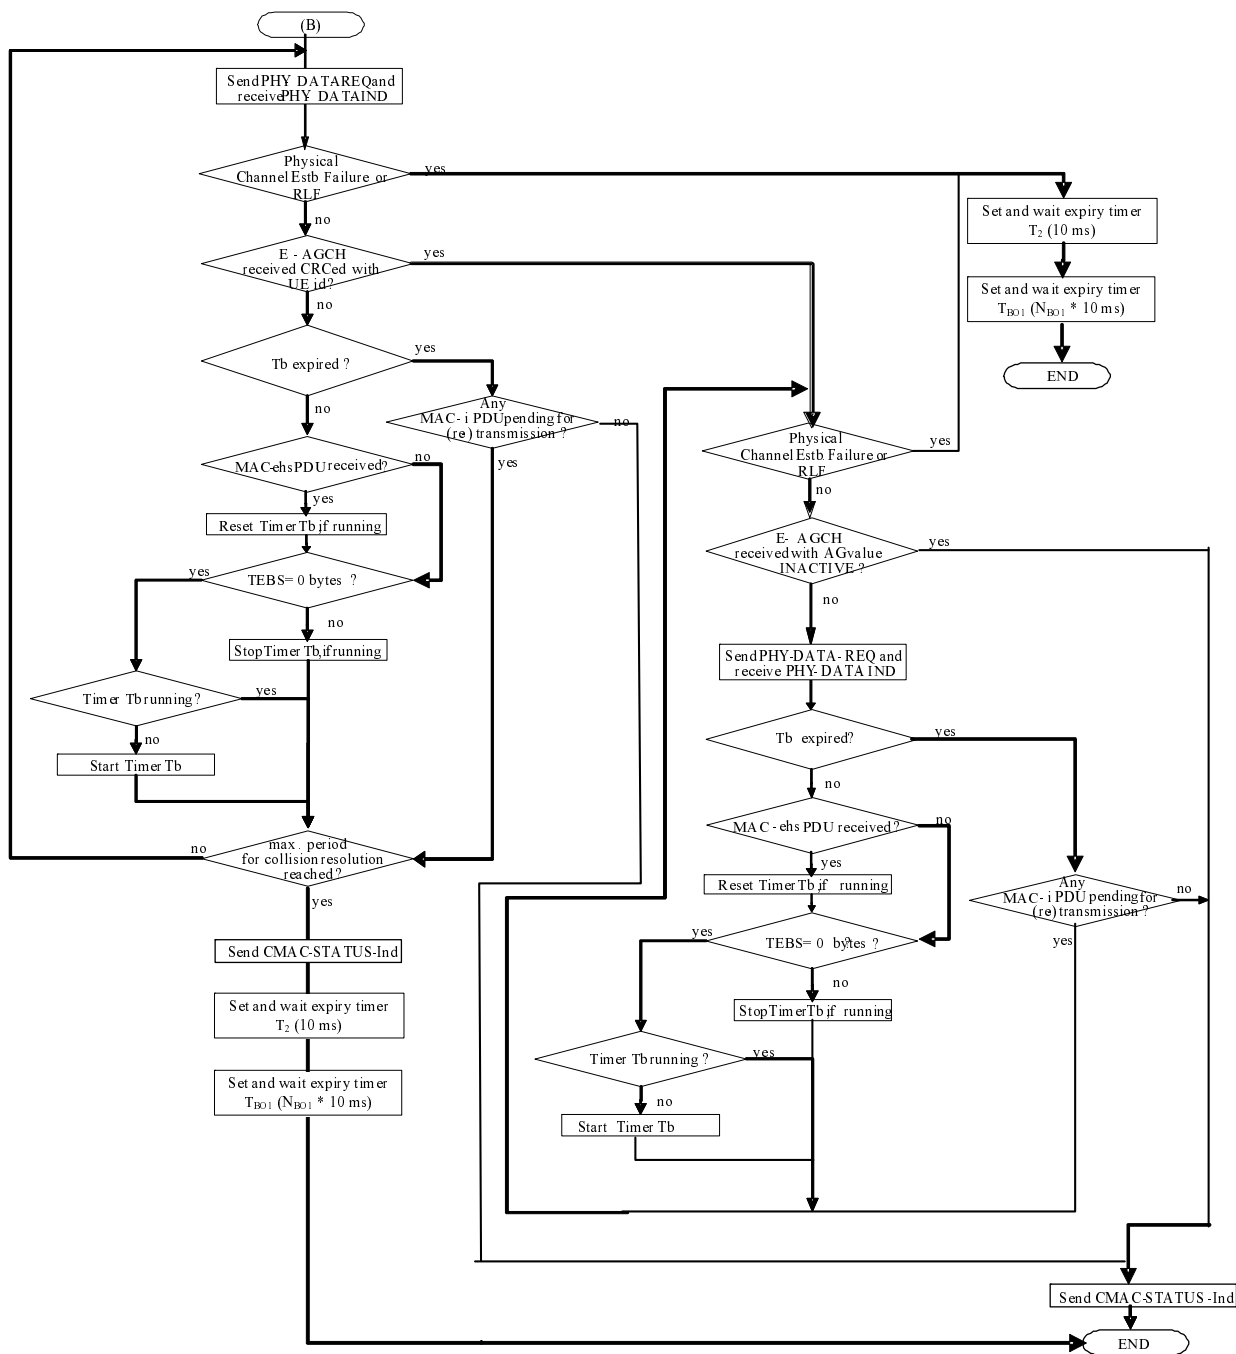 (B)
Send PHY DATAREQ and
receive PHY DATAIND
Physical
Channel Estb Failure or
RLF
yes
no
E - AGCH
received CRCed with
UE id?
yes
no
Tb expired ?
yes
no
Any
MAC- i PDU pending for
(re-) transmission ?
no
yes
MAC-ehs PDU received?
no
yes
Reset Timer Tb, if running
TEBS= 0 bytes ?
yes
no
Stop Timer Tb, if running
Timer Tb running?
yes
no
Start Timer Tb
max. period
for collision resolution
reached?
no
yes
Send CMAC-STATUS-Ind
Set and wait expiry timer
T2 (10 ms)
Set and wait expiry timer
TBO1 (NBO1 * 10 ms)
Set and wait expiry timer
T2 (10 ms)
Set and wait expiry timer
TBO1 (NBO1 * 10 ms)
END
Physical
Channel Estb Failure or
RLF
yes
no
E- AGCH
received with AG value
INACTIVE ?
yes
no
Send PHY-DATA- REQ and
receive PHY-DATA IND
Tb expired?
yes
no
MAC - ehs PDU received?
no
yes
Reset Timer Tb, if running
Any
MAC- i PDU pending for
(re-) transmission ?
no
yes
TEBS= 0 bytes ?
yes
no
Stop Timer Tb, if running
Timer Tb running ?
yes
no
Start Timer Tb
Send CMAC-STATUS -Ind
END